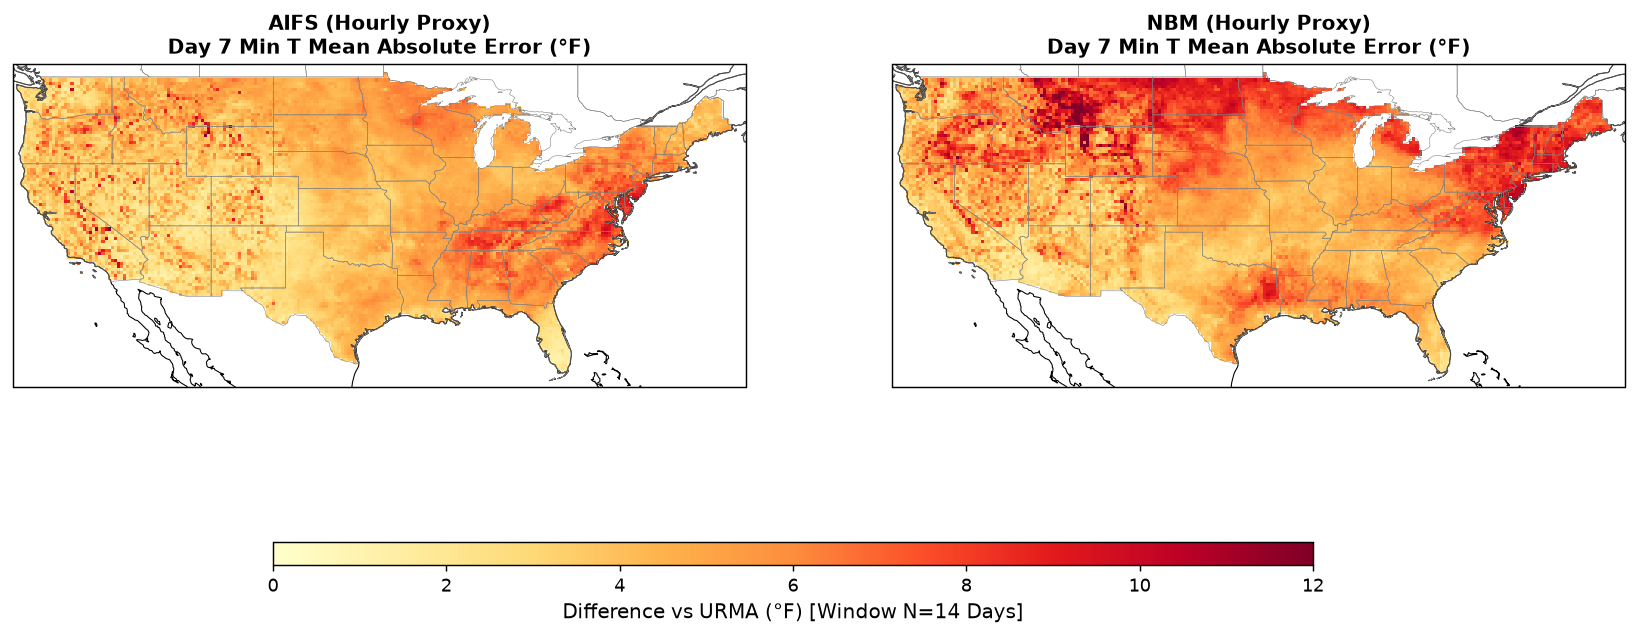 AIFS (Hourly Proxy)
Day 7 Min T Mean Absolute Error (°F)
NBM (Hourly Proxy)
Day 7 Min T Mean Absolute Error (°F)
0 2 4 6 8 10 12
Difference vs URMA (°F) [Window N=14 Days]